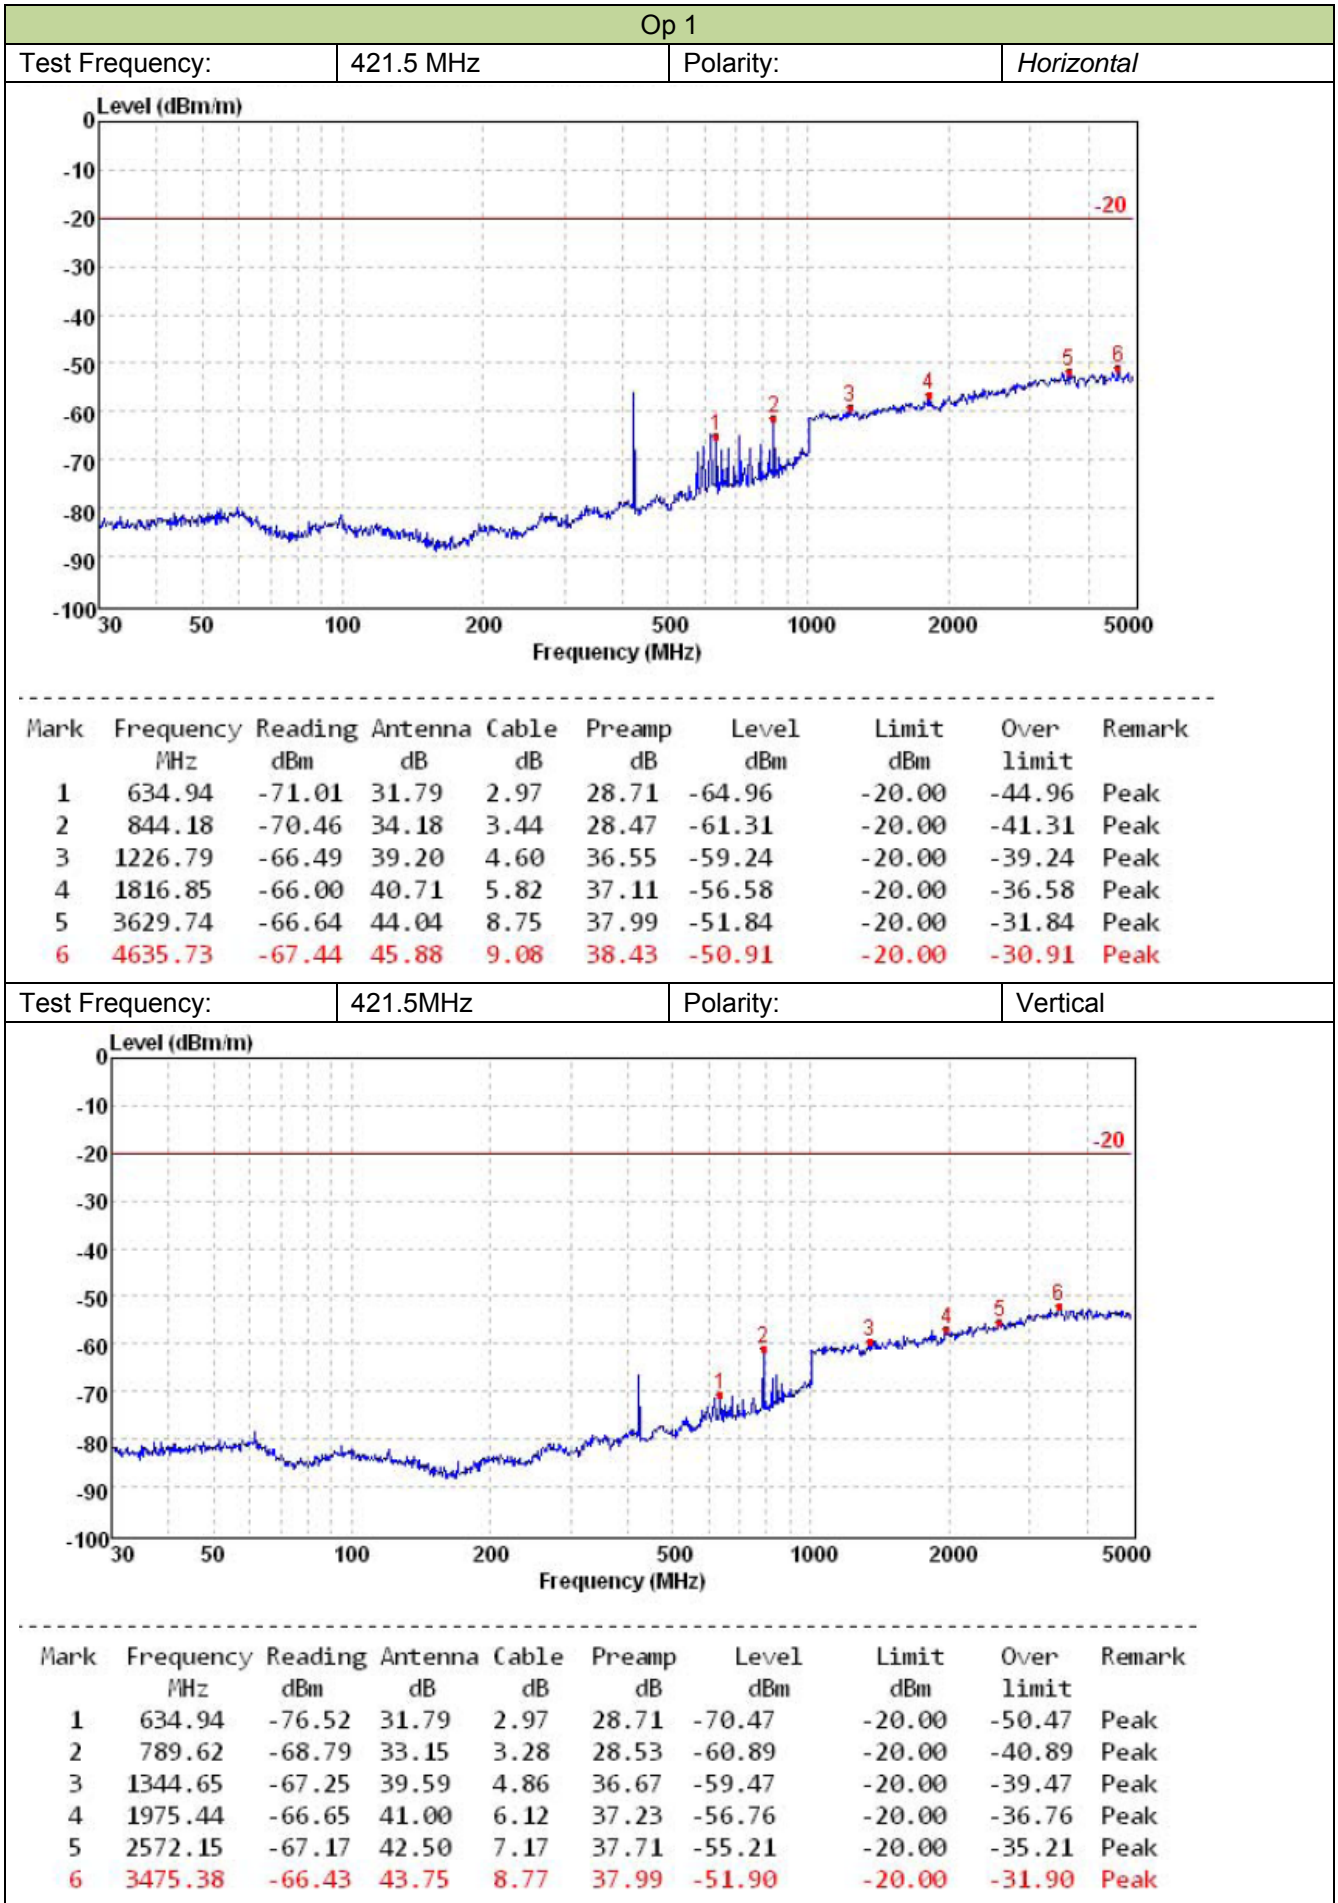 Op 1
Test Frequency: 421.5 MHz Polarity: Horizontal
Level (dBm/m)
0
-10
-20
-20
-30
-40
-50
-60
-70
-80
-90
-100
1 2 3 4 5 6
30 50 100 200 500 1000 2000 5000
Frequency (MHz)
Mark Frequency Reading Antenna Cable Preamp Level Limit Over Remark
MHz dBm dB dB dB dBm dBm limit
1 634.94 -71.01 31.79 2.97 28.71 -64.96 -20.00 -44.96 Peak
2 844.18 -70.46 34.18 3.44 28.47 -61.31 -20.00 -41.31 Peak
3 1226.79 -66.49 39.20 4.60 36.55 -59.24 -20.00 -39.24 Peak
4 1816.85 -66.00 40.71 5.82 37.11 -56.58 -20.00 -36.58 Peak
5 3629.74 -66.64 44.04 8.75 37.99 -51.84 -20.00 -31.84 Peak
6 4635.73 -67.44 45.88 9.08 38.43 -50.91 -20.00 -30.91 Peak
Test Frequency: 421.5MHz Polarity: Vertical
Level (dBm/m)
0
-10
-20
-20
-30
-40
-50
-60
-70
-80
-90
-100
1 2 3 4 5 6
30 50 100 200 500 1000 2000 5000
Frequency (MHz)
Mark Frequency Reading Antenna Cable Preamp Level Limit Over Remark
MHz dBm dB dB dB dBm dBm limit
1 634.94 -76.52 31.79 2.97 28.71 -70.47 -20.00 -50.47 Peak
2 789.62 -68.79 33.15 3.28 28.53 -60.89 -20.00 -40.89 Peak
3 1344.65 -67.25 39.59 4.86 36.67 -59.47 -20.00 -39.47 Peak
4 1975.44 -66.65 41.00 6.12 37.23 -56.76 -20.00 -36.76 Peak
5 2572.15 -67.17 42.50 7.17 37.71 -55.21 -20.00 -35.21 Peak
6 3475.38 -66.43 43.75 8.77 37.99 -51.90 -20.00 -31.90 Peak